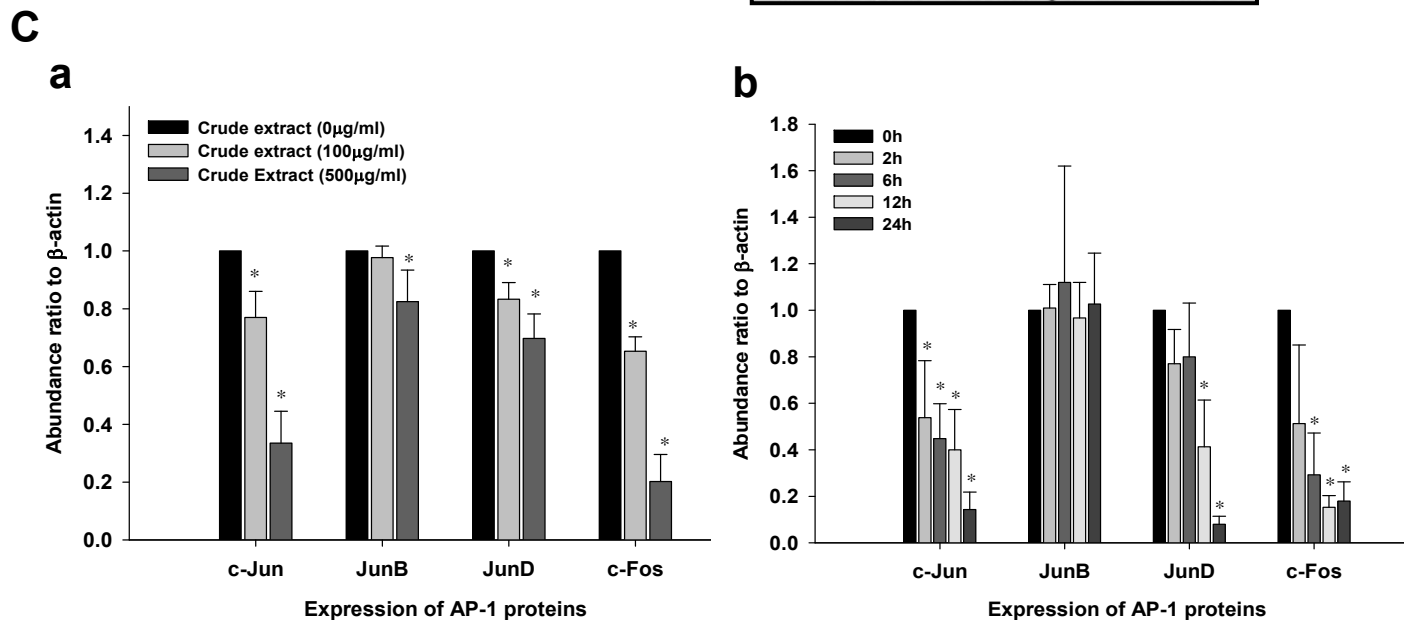 C
a
Crude extract (0μg/ml)
Crude extract (100μg/ml)
Crude Extract (500μg/ml)
Abundance ratio to β-actin
1.4
1.2
1.0
0.8
0.6
0.4
0.2
0.0
* * * * * * *
c-Jun JunB JunD c-Fos
Expression of AP-1 proteins
b
0h
2h
6h
12h
24h
Abundance ratio to β-actin
1.8
1.6
1.4
1.2
1.0
0.8
0.6
0.4
0.2
0.0
* * * * * * * * *
c-Jun JunB JunD c-Fos
Expression of AP-1 proteins